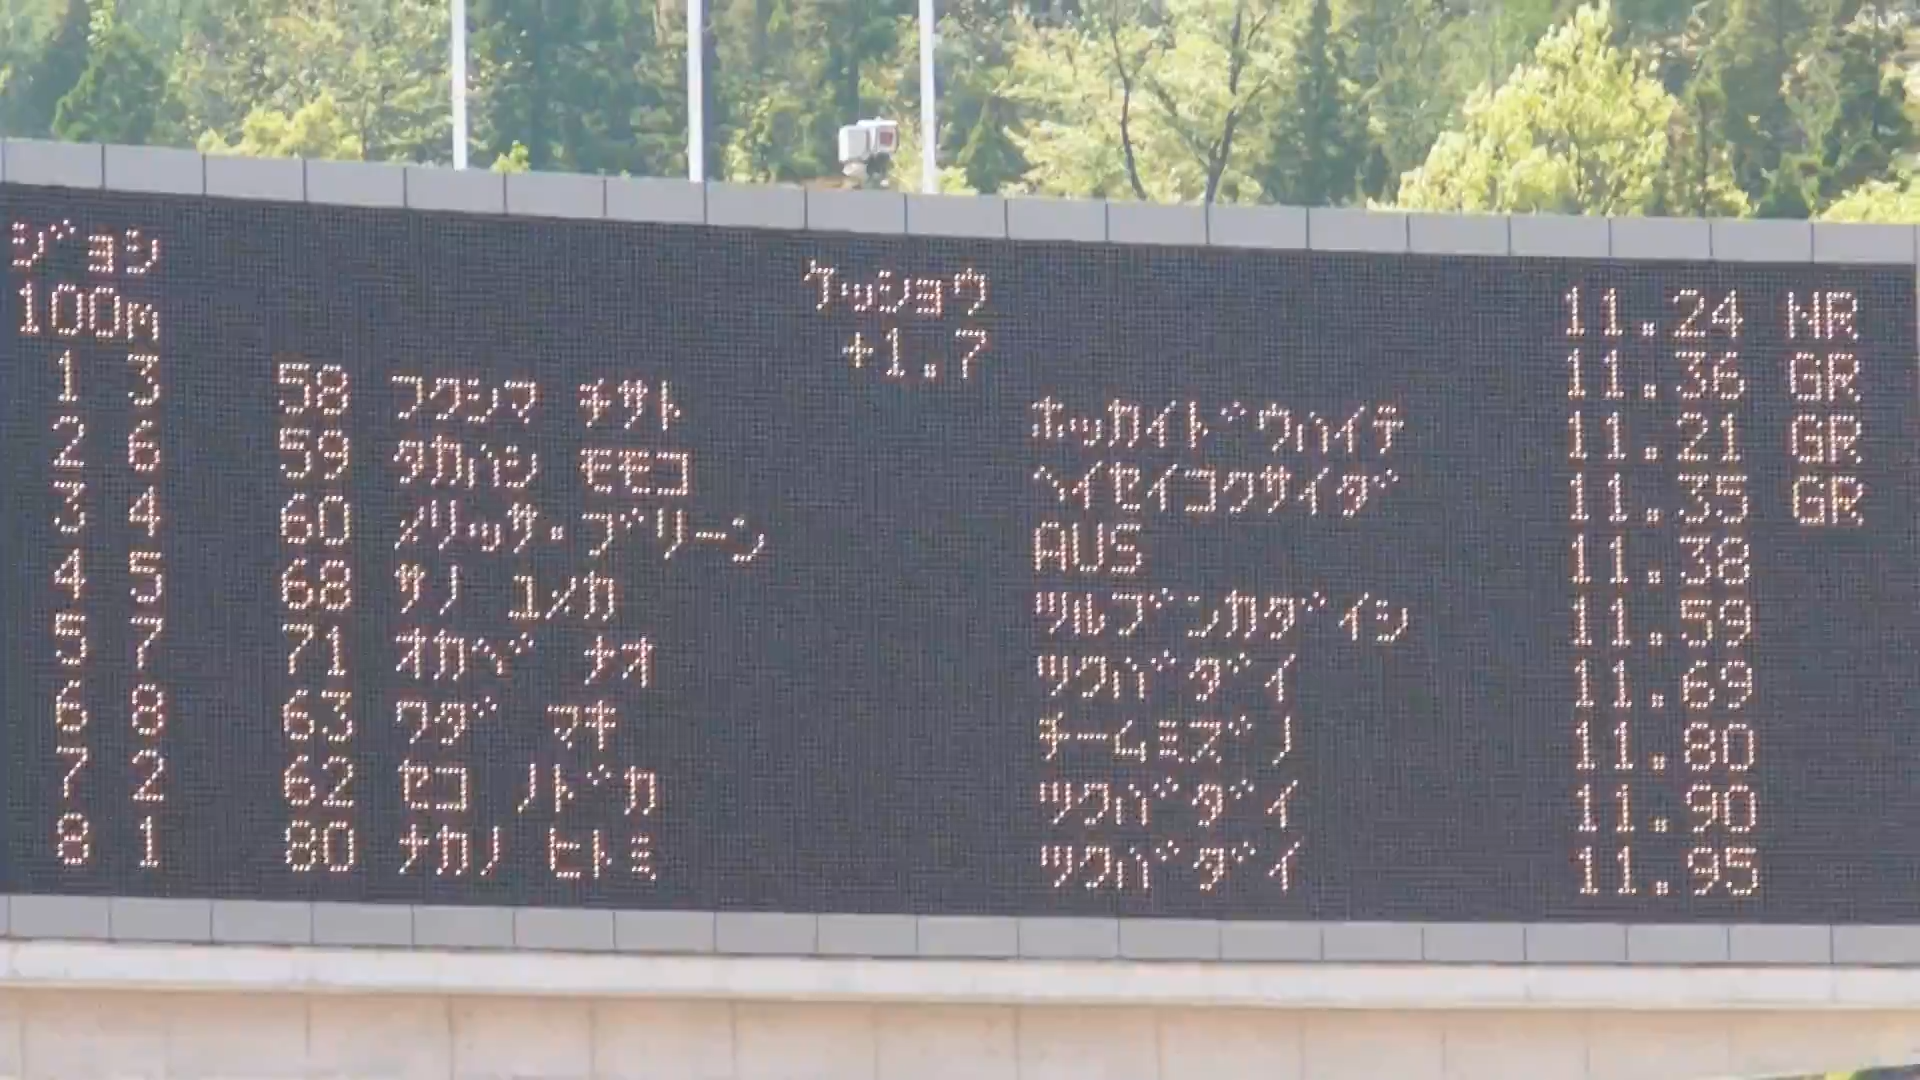 ジョシ ケッショウ 11.24 NR
100m +1.7 11.36 GR
1 3 58 フクシマ チサト ホッカイドウハイテ 11.21 GR
2 6 59 タカハシ モモコ ヘイセイコクサイダ 11.35 GR
3 4 60 メリッサ・ブリーン AUS 11.38
4 5 68 サノ ユメカ ツルブンカダイシ 11.59
5 7 71 オカベ ナオ ツクバダイ 11.69
6 8 63 ワダ マキ チームミズノ 11.80
7 2 62 セコ ノドカ ツクバダイ 11.90
8 1 80 ナカノ ヒトミ ツクバダイ 11.95